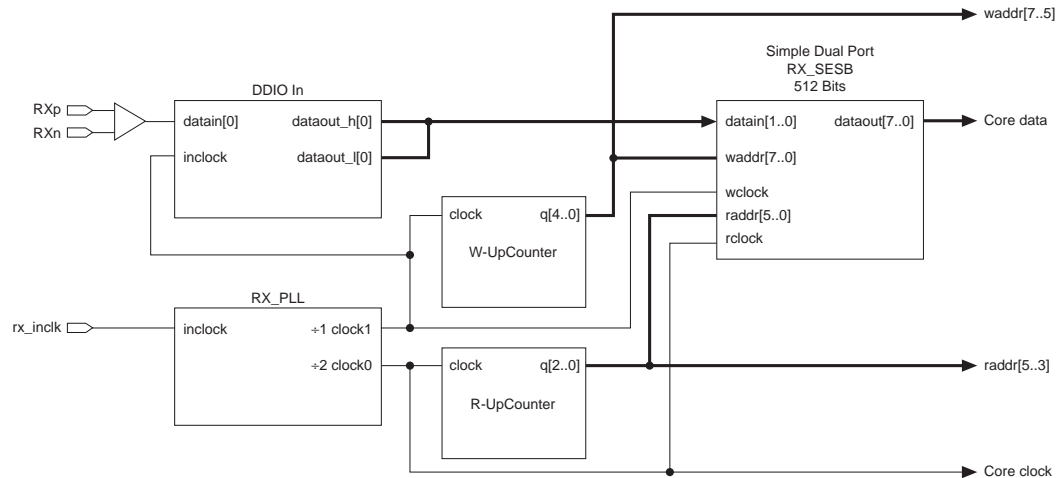 waddr[7..5]
Simple Dual Port
RX_SESB
512 Bits
DDIO In
RXp
RXn
datain[0]
dataout_h[0]
inclock
dataout_l[0]
datain[1..0]
dataout[7..0]
Core data
waddr[7..0]
wclock
raddr[5..0]
rclock
clock
q[4..0]
W-UpCounter
RX_PLL
rx_inclk
inclock
÷1 clock1
÷2 clock0
clock
q[2..0]
R-UpCounter
raddr[5..3]
Core clock